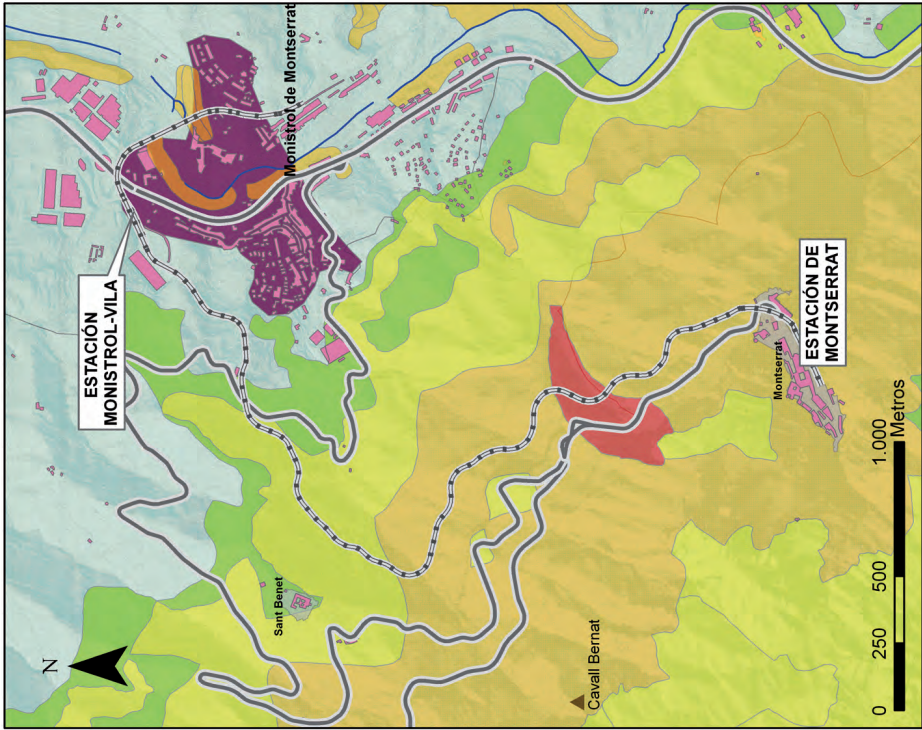 ESTACIÓN
MONISTROL-VILA
Monistrol de Montserrat
Sant Benet
N
Cavall Bernat
Montserrat
ESTACIÓN DE
MONTSERRAT
0
250
500
1.000
Metros